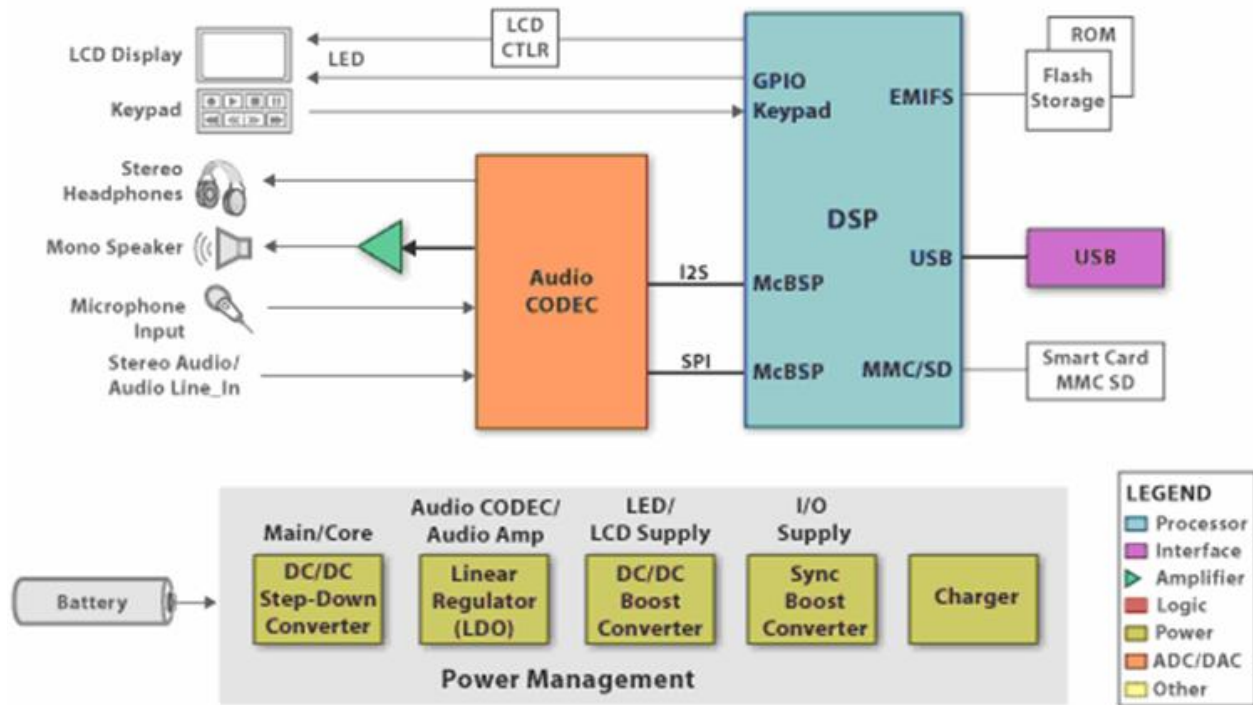 LCD Display
LED
LCD
CTLR
Keypad
Stereo
Headphones
Mono Speaker
Microphone
Input
Stereo Audio/
Audio Line_In
Audio
CODEC
I2S
SPI
GPIO
Keypad
EMIFS
DSP
USB
McBSP
McBSP
MMC/SD
ROM
Flash
Storage
USB
Smart Card
MMC SD
Battery
Main/Core
DC/DC
Step-Down
Converter
Audio CODEC/
Audio Amp
Linear
Regulator
(LDO)
LED/
LCD Supply
DC/DC
Boost
Converter
I/O
Supply
Sync
Boost
Converter
Charger
Power Management
LEGEND
Processor
Interface
Amplifier
Logic
Power
ADC/DAC
Other